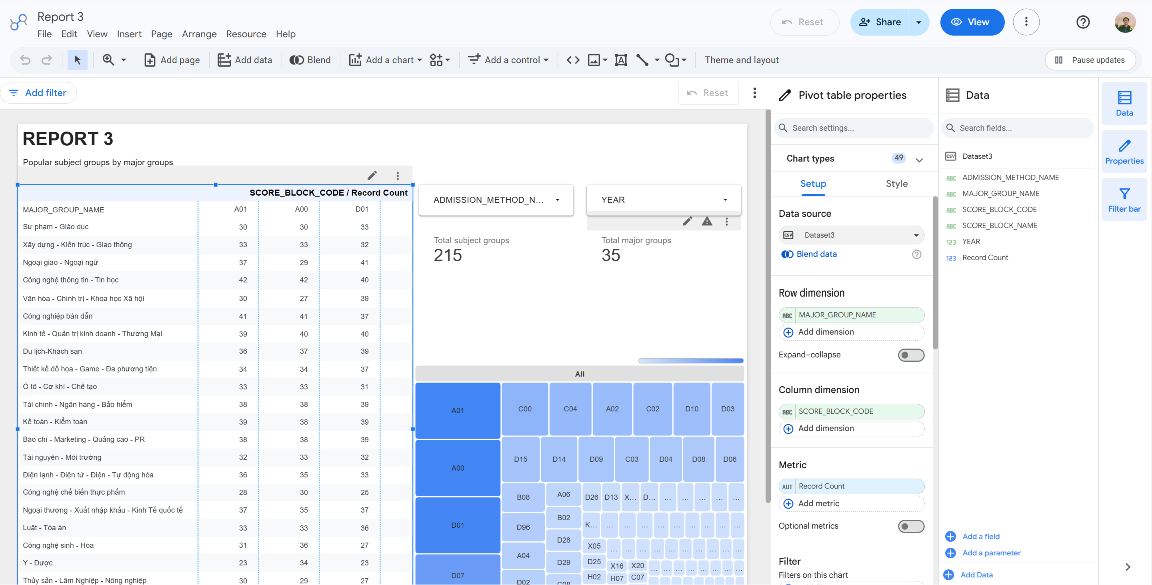 Report 3
File Edit View Insert Page Arrange Resource Help
Reset
Share
View
Add page
Add data
Blend
Add a chart
Add a control
Theme and layout
Pause updates
Add filter
Reset
REPORT 3
Popular subject groups by major groups
SCORE_BLOCK_CODE / Record Count
MAJOR_GROUP_NAME A01 A00 D01
Sư phạm - Giáo dục 30 30 33
Xây dựng - Kiến trúc - Giao thông 33 33 32
Ngoại giao - Ngoại ngữ 37 29 41
Công nghệ thông tin - Tin học 42 42 40
Văn hóa - Chính trị - Khoa học Xã hội 30 27 39
Công nghiệp bán dẫn 41 41 37
Kinh tế - Quản trị kinh doanh - Thương Mại 39 40 40
Du lịch-Khách sạn 36 37 39
Thiết kế đồ họa - Game - Đa phương tiện 34 34 37
Ô tô - Cơ khí - Chế tạo 33 33 31
Tài chính - Ngân hàng - Bảo hiểm 38 38 39
Kế toán - Kiểm toán 39 38 39
Báo chí - Marketing - Quảng cáo - PR 38 38 39
Tài nguyên - Môi trường 32 33 32
Điện lạnh - Điện tử - Điện - Tự động hóa 36 35 33
Công nghệ chế biến thực phẩm 28 30 25
Ngoại thương - Xuất nhập khẩu - Kinh Tế quốc tế 37 35 37
Luật - Tòa án 33 33 36
Công nghệ sinh - Hóa 31 36 27
Y - Dược 23 34 23
Thủy sản - Lâm Nghiệp - Nông nghiệp 30 29 27
ADMISSION_METHOD_N...
YEAR
Total subject groups
215
Total major groups
35
All
A01 C00 C04 A02 C02 D10 D03
A00 D15 D14 D09 C03 D04 D08 D06
D01 B08 A06 D26 D13 X... D... ... ... ... ...
D96 B02 K... ... ... ... ... ... ... ... ...
D28 X05 ... ... ... ... ... ... ... ...
A04 D29 D25 X16 X20 ... ... ... ... ... ...
D07 D02 C08 H02 H07 C07 ... ... ... ... ... ...
Pivot table properties
Search settings...
Chart types 49
Setup Style
Data source
Dataset3
Blend data
Row dimension
ABC MAJOR_GROUP_NAME
Add dimension
Expand–collapse
Column dimension
ABC SCORE_BLOCK_CODE
Add dimension
Metric
AUT Record Count
Add metric
Optional metrics
Filter
Filters on this chart
Data
Search fields...
Dataset3
ABC ADMISSION_METHOD_NAME
ABC MAJOR_GROUP_NAME
ABC SCORE_BLOCK_CODE
ABC SCORE_BLOCK_NAME
123 YEAR
123 Record Count
Add a field
Add a parameter
Add Data
Data
Properties
Filter bar